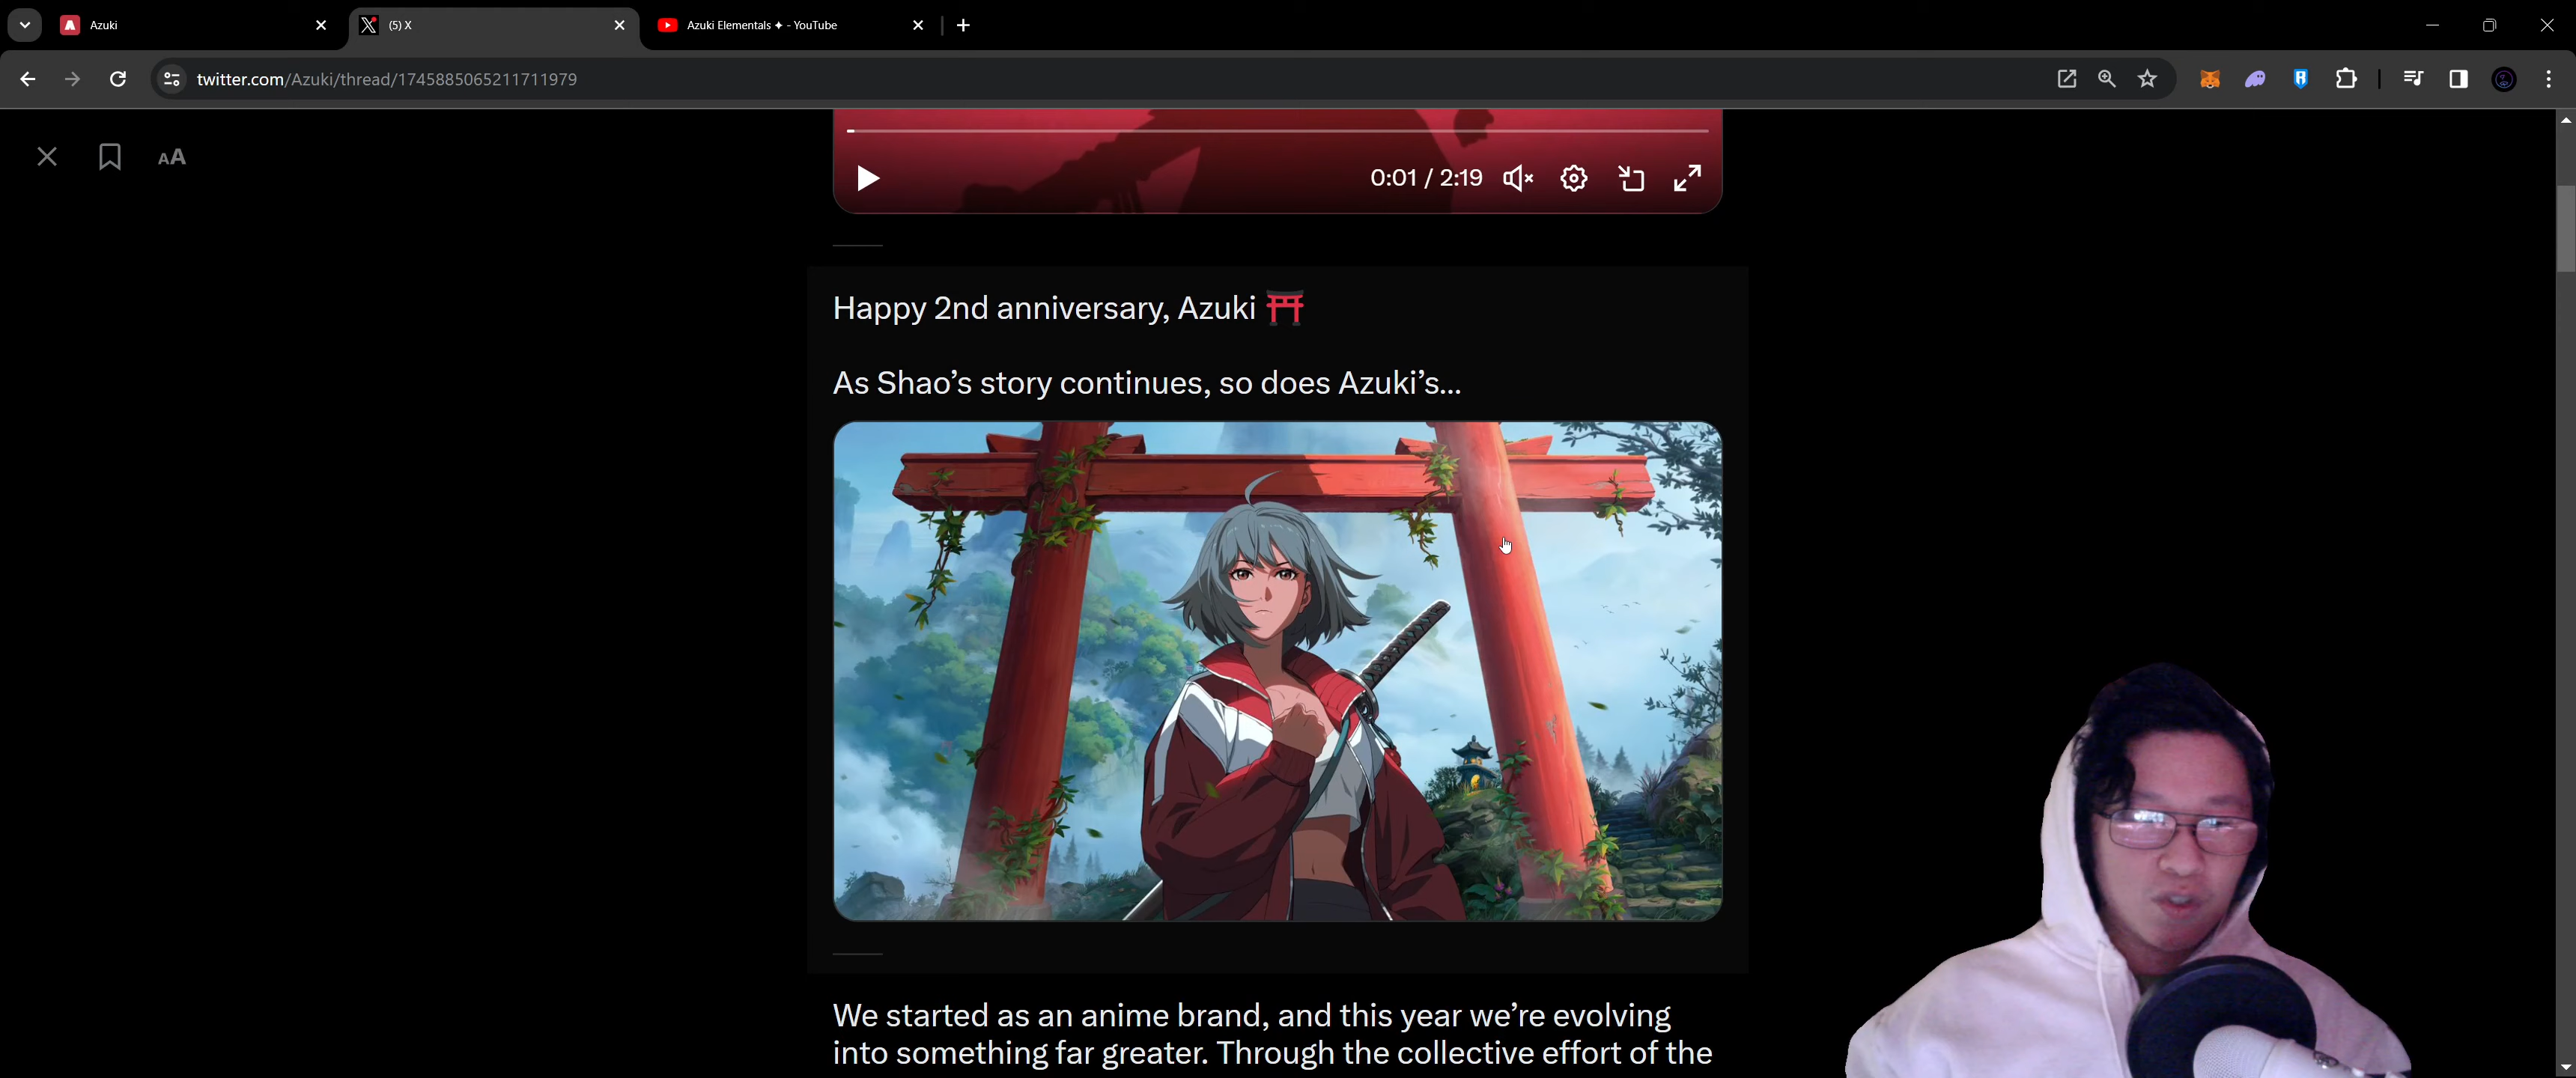 Azuki
(5) X
Azuki Elementals ✦ - YouTube
twitter.com/Azuki/thread/1745885065211711979
AA
0:01 / 2:19
Happy 2nd anniversary, Azuki ⛩️
As Shao’s story continues, so does Azuki’s...
We started as an anime brand, and this year we’re evolving
into something far greater. Through the collective effort of the